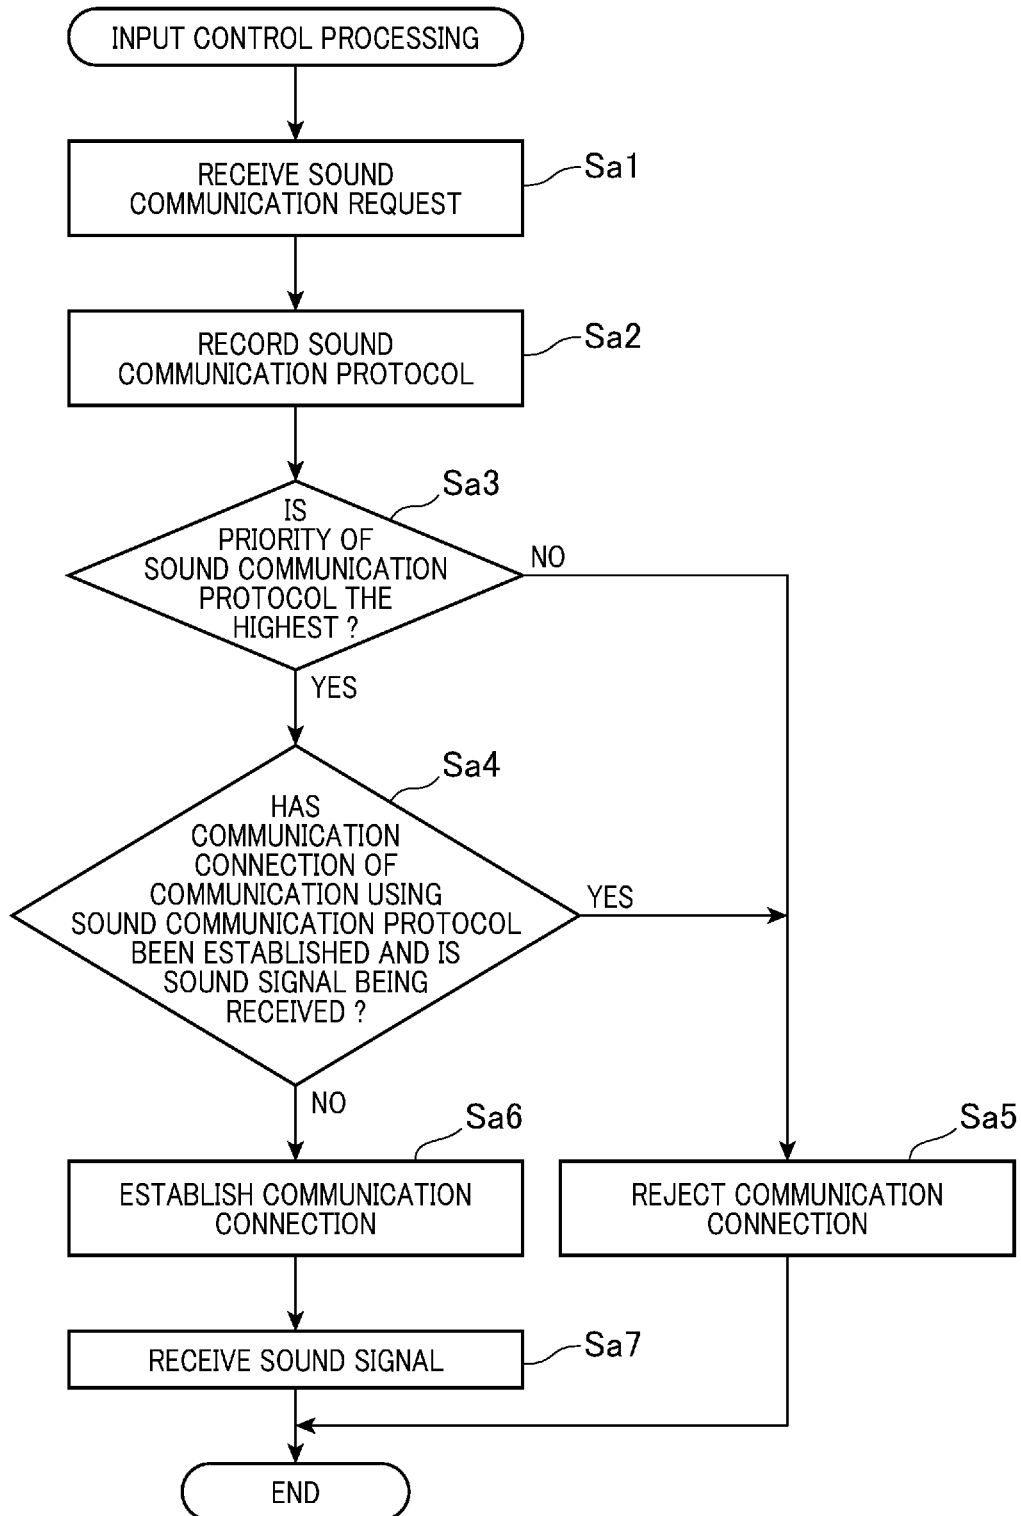 INPUT CONTROL PROCESSING
RECEIVE SOUND
COMMUNICATION REQUEST
Sa1
RECORD SOUND
COMMUNICATION PROTOCOL
Sa2
Sa3
IS
PRIORITY OF
SOUND COMMUNICATION
PROTOCOL THE
HIGHEST ?
NO
YES
Sa4
HAS
COMMUNICATION
CONNECTION OF
COMMUNICATION USING
SOUND COMMUNICATION PROTOCOL
BEEN ESTABLISHED AND IS
SOUND SIGNAL BEING
RECEIVED ?
YES
NO
Sa6
ESTABLISH COMMUNICATION
CONNECTION
Sa5
REJECT COMMUNICATION
CONNECTION
RECEIVE SOUND SIGNAL
Sa7
END